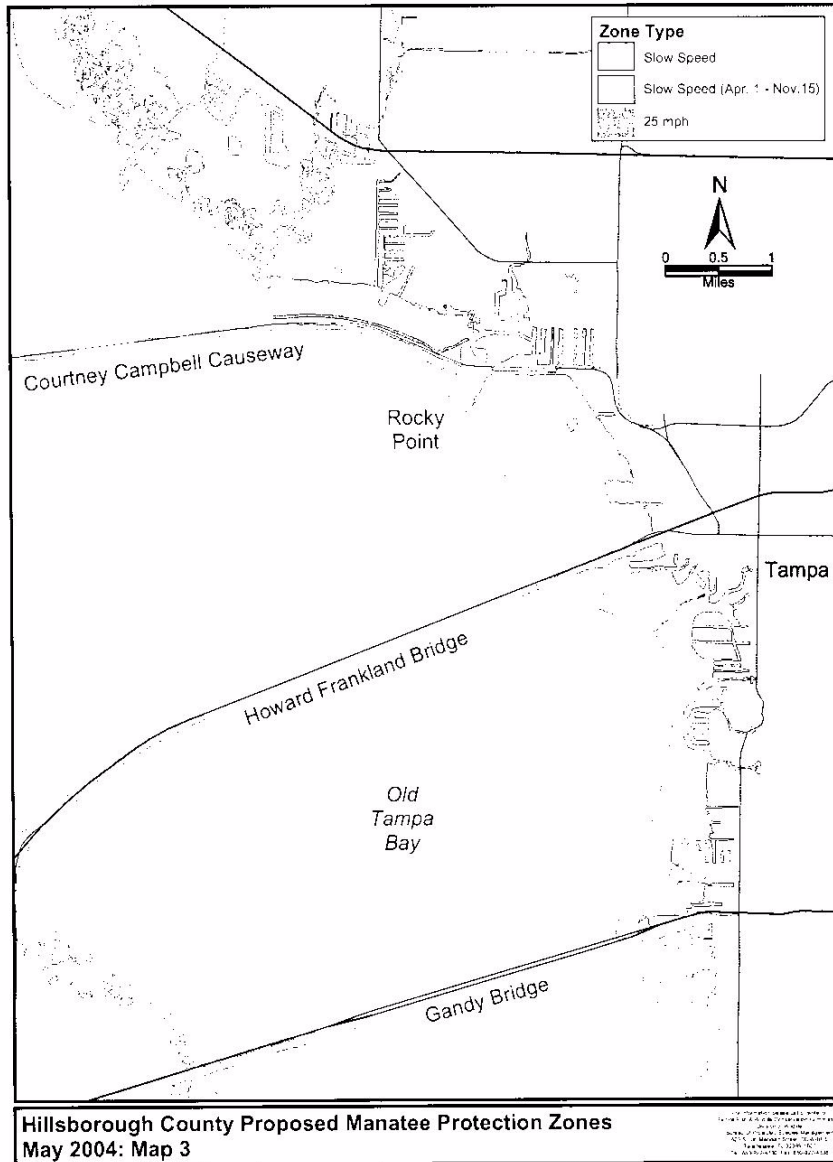 Zone Type
Slow Speed
Slow Speed (Apr. 1 - Nov.15)
25 mph
N
0 0.5 1
Miles
Courtney Campbell Causeway
Rocky
Point
Tampa
Howard Frankland Bridge
Old
Tampa
Bay
Gandy Bridge
Hillsborough County Proposed Manatee Protection Zones
May 2004: Map 3